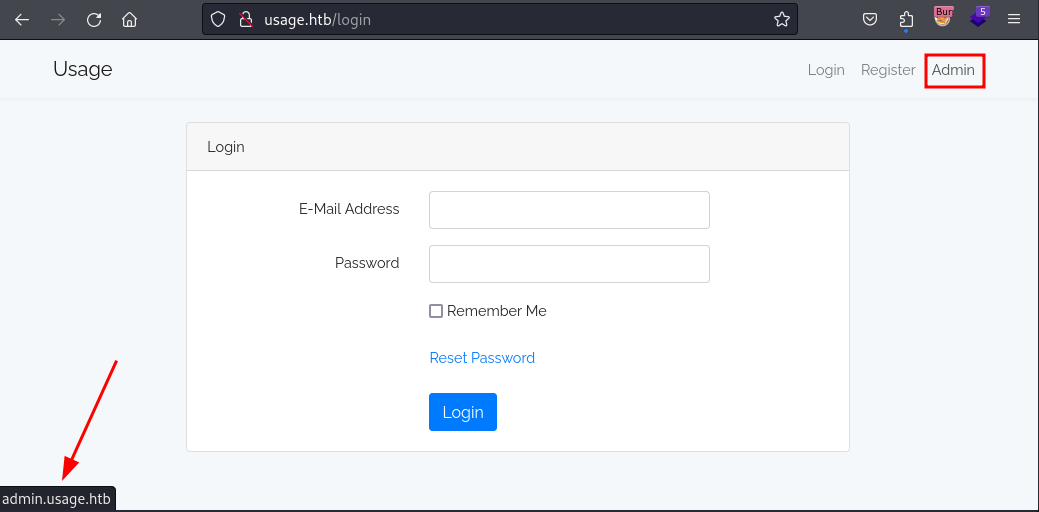 usage.htb/login
Bur
5
Usage
Login Register Admin
Login
E-Mail Address
Password
Remember Me
Reset Password
Login
admin.usage.htb